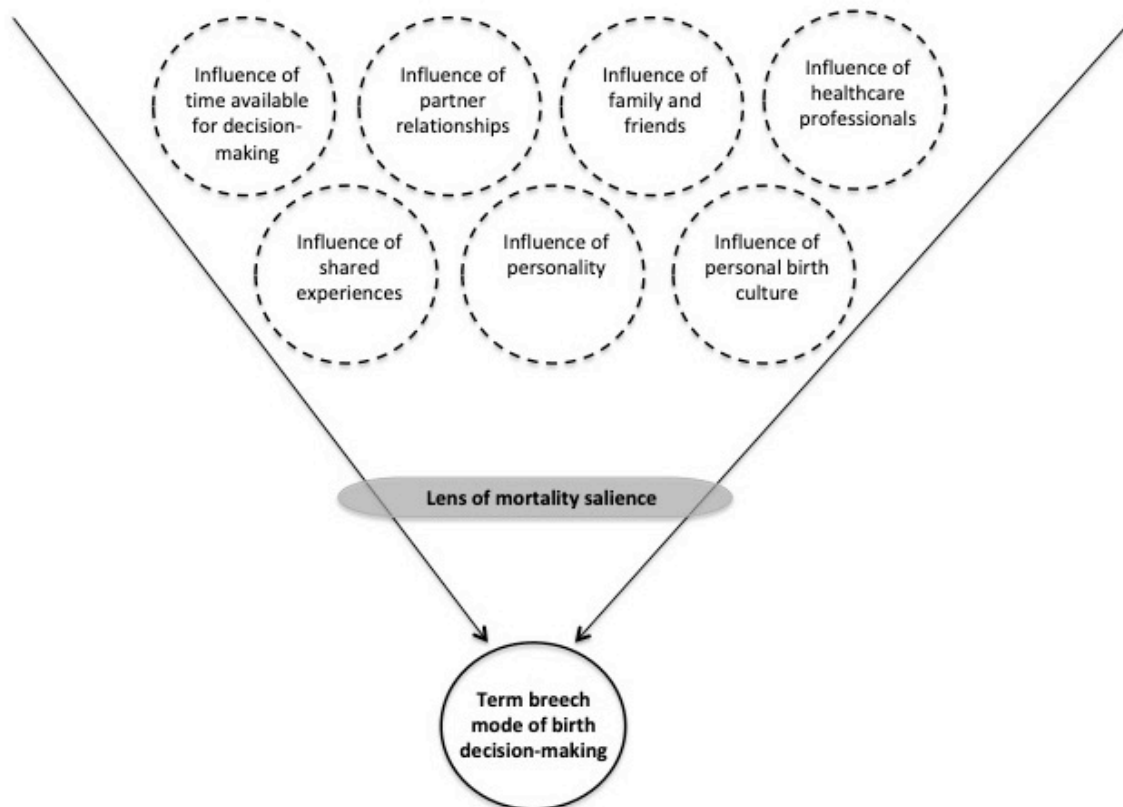 Influence of
time available
for decision-
making
Influence of
partner
relationships
Influence of
family and
friends
Influence of
healthcare
professionals
Influence of
shared
experiences
Influence of
personality
Influence of
personal birth
culture
Lens of mortality salience
Term breech
mode of birth
decision-making